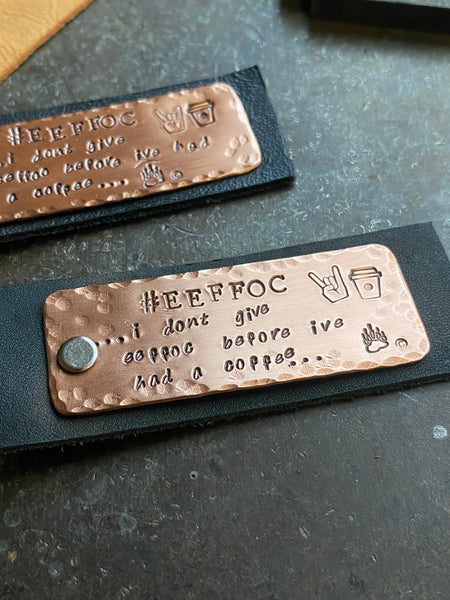 #EEFFOC
..i dont give
eeffoc before ive had
a coffee....
#EEFFOC
...i dont give
eeffoc before ive
had a coffee...